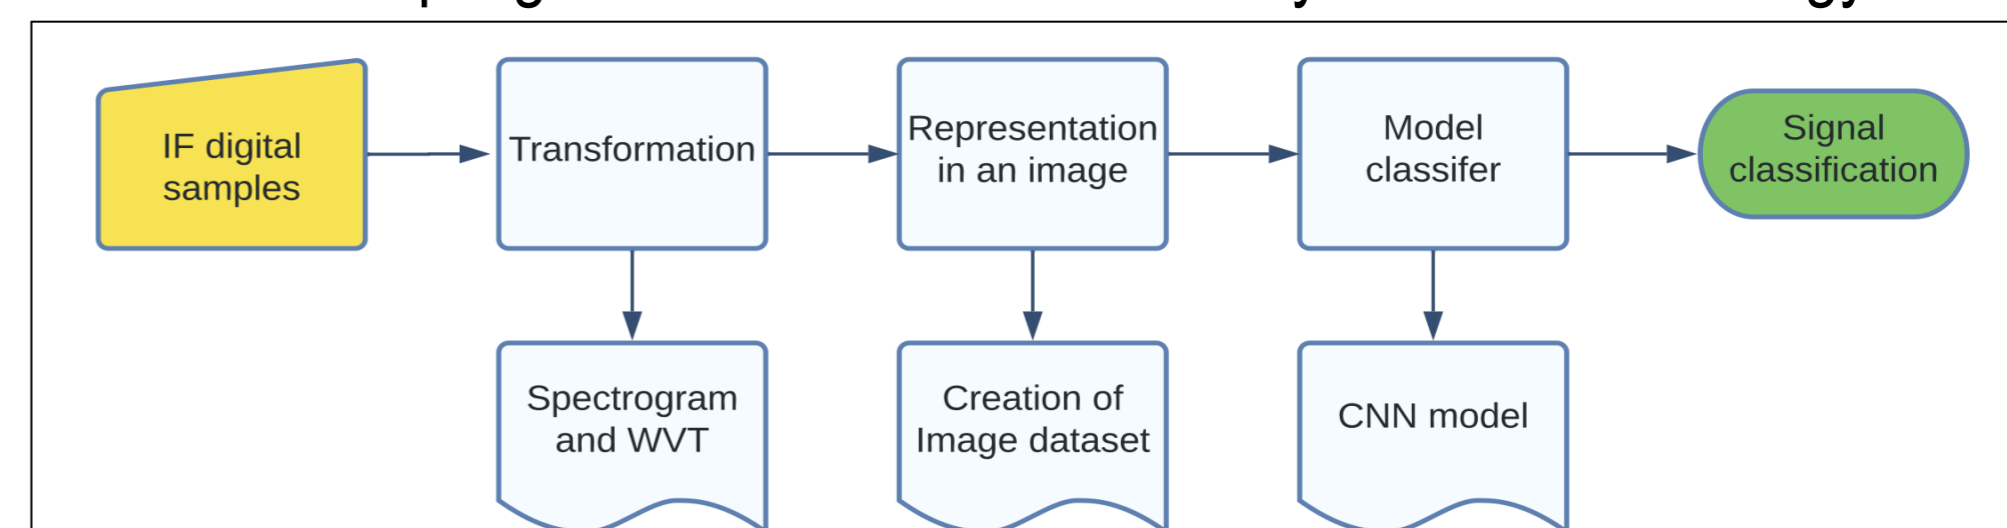 IF digital
samples
Transformation
Representation
in an image
Model
classifer
Signal
classification
Spectrogram
and WVT
Creation of
Image dataset
CNN model